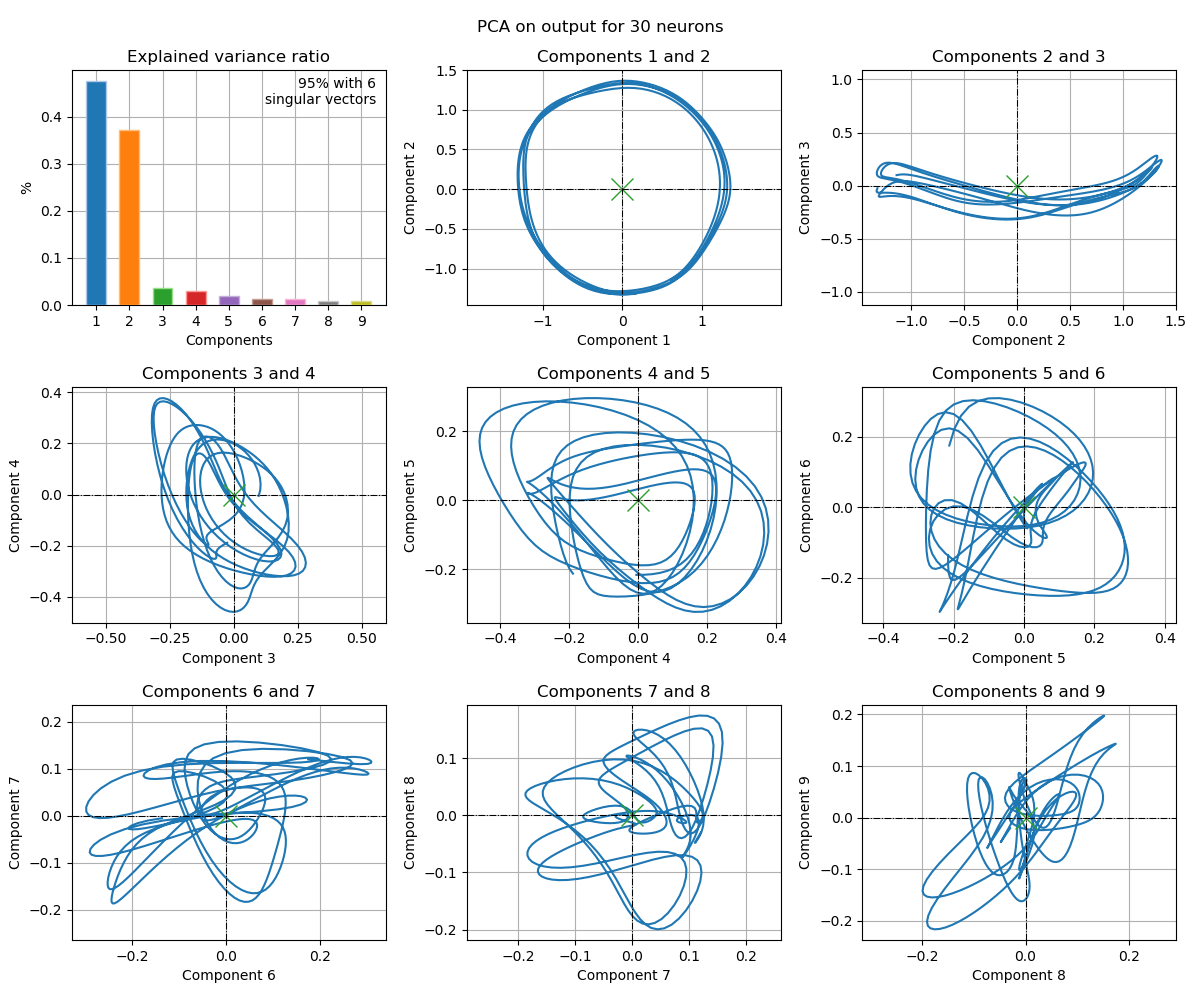 PCA on output for 30 neurons
Explained variance ratio
95% with 6
singular vectors
0.4
0.3
0.2
0.1
0.0
%
1 2 3 4 5 6 7 8 9
Components
Components 1 and 2
1.5
1.0
0.5
0.0
−0.5
−1.0
Component 2
−1 0 1
Component 1
Components 2 and 3
1.0
0.5
0.0
−0.5
−1.0
Component 3
−1.0 −0.5 0.0 0.5 1.0 1.5
Component 2
Components 3 and 4
0.4
0.2
0.0
−0.2
−0.4
Component 4
−0.50 −0.25 0.00 0.25 0.50
Component 3
Components 4 and 5
0.2
0.0
−0.2
Component 5
−0.4 −0.2 0.0 0.2 0.4
Component 4
Components 5 and 6
0.2
0.0
−0.2
Component 6
−0.4 −0.2 0.0 0.2 0.4
Component 5
Components 6 and 7
0.2
0.1
0.0
−0.1
−0.2
Component 7
−0.2 0.0 0.2
Component 6
Components 7 and 8
0.1
0.0
−0.1
−0.2
Component 8
−0.2 −0.1 0.0 0.1 0.2
Component 7
Components 8 and 9
0.2
0.1
0.0
−0.1
−0.2
Component 9
−0.2 0.0 0.2
Component 8